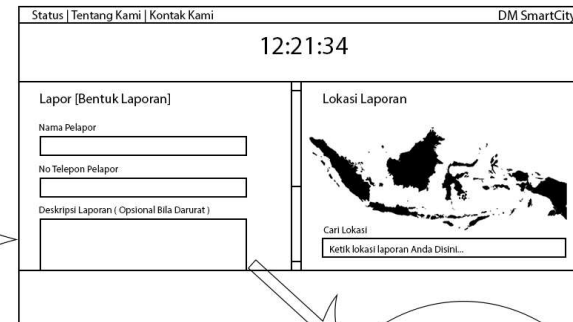 Status | Tentang Kami | Kontak Kami
DM SmartCity
12:21:34
Lapor [Bentuk Laporan]
Nama Pelapor
No Telepon Pelapor
Deskripsi Laporan ( Opsional Bila Darurat )
Lokasi Laporan
Cari Lokasi
Ketik lokasi laporan Anda Disini...